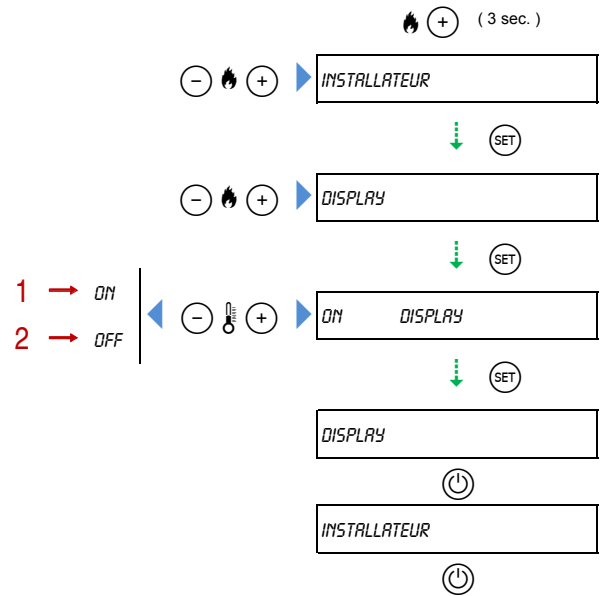 ( 3 sec. )
INSTALLATEUR
SET
DISPLAY
SET
1 ON
2 OFF
ON DISPLAY
SET
DISPLAY
INSTALLATEUR